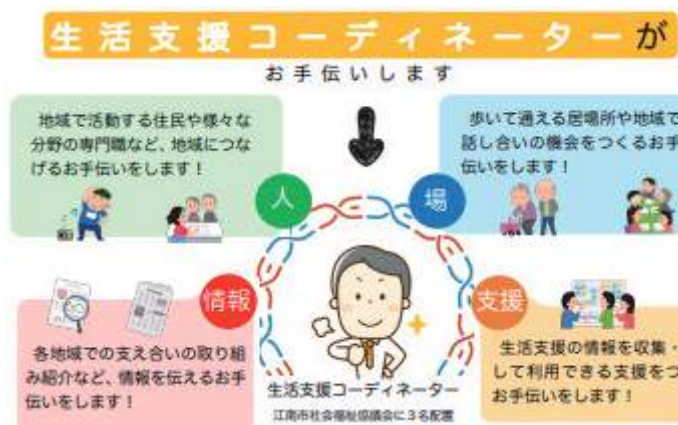 生活支援コーディネーターが
お手伝いします
地域で活動する住民や様々な
分野の専門職など、地域につな
げるお手伝いをします！
人
歩いて通える居場所や地域で
話し合いの機会をつくるお手
伝いをします！
場
情報
各地域での支え合いの取り組
み紹介など、情報を伝えるお手
伝いをします！
支援
生活支援の情報を収集・
して利用できる支援をつ
お手伝いをします！
生活支援コーディネーター
江南市社会福祉協議会に３名配置